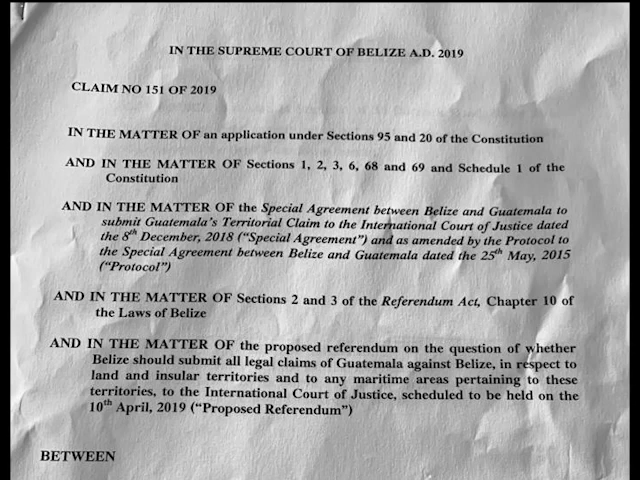 IN THE SUPREME COURT OF BELIZE A.D. 2019
CLAIM NO 151 OF 2019
IN THE MATTER OF an application under Sections 95 and 20 of the Constitution
AND IN THE MATTER OF Sections 1, 2, 3, 6, 68 and 69 and Schedule 1 of the
Constitution
AND IN THE MATTER OF the Special Agreement between Belize and Guatemala to
submit Guatemala's Territorial Claim to the International Court of Justice dated
the 8th December, 2018 ("Special Agreement") and as amended by the Protocol to
the Special Agreement between Belize and Guatemala dated the 25th May, 2015
("Protocol")
AND IN THE MATTER OF Sections 2 and 3 of the Referendum Act, Chapter 10 of
the Laws of Belize
AND IN THE MATTER OF the proposed referendum on the question of whether
Belize should submit all legal claims of Guatemala against Belize, in respect to
land and insular territories and to any maritime areas pertaining to these
territories, to the International Court of Justice, scheduled to be held on the
10th April, 2019 ("Proposed Referendum")
BETWEEN